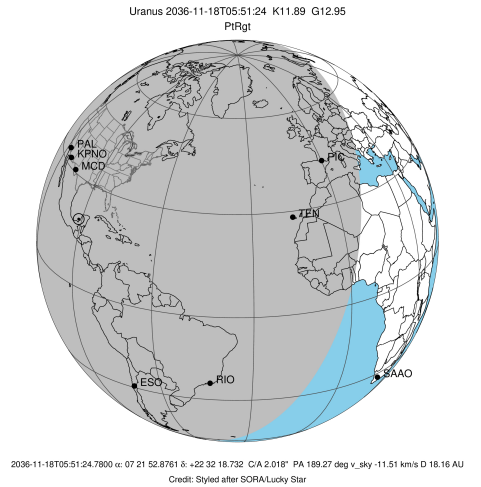 Uranus 2036-11-18T05:51:24 K11.89 G12.95
PtRgt
PAL
KPNO
MCD
PIC
TEN
ESO
RIO
SAAO
2036-11-18T05:51:24.7800 α: 07 21 52.8761 δ: +22 32 18.732 C/A 2.018" PA 189.27 deg v_sky -11.51 km/s D 18.16 AU
Credit: Styled after SORA/Lucky Star